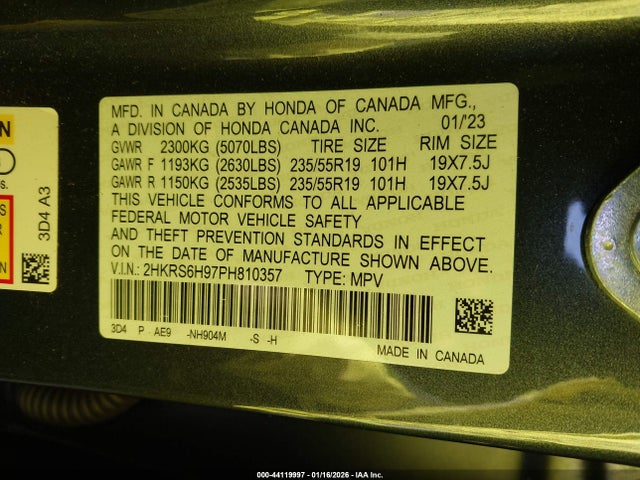 MFD. IN CANADA BY HONDA OF CANADA MFG.,
A DIVISION OF HONDA CANADA INC. 01/23
GVWR 2300KG (5070LBS) TIRE SIZE RIM SIZE
GAWR F 1193KG (2630LBS) 235/55R19 101H 19X7.5J
GAWR R 1150KG (2535LBS) 235/55R19 101H 19X7.5J
THIS VEHICLE CONFORMS TO ALL APPLICABLE
FEDERAL MOTOR VEHICLE SAFETY
AND THEFT PREVENTION STANDARDS IN EFFECT
ON THE DATE OF MANUFACTURE SHOWN ABOVE.
V.I.N.: 2HKRS6H97PH810357 TYPE: MPV
3D4 P - AE9 -NH904M -S -H
MADE IN CANADA
3D4 A3
000-44119997 - 01/16/2026 - IAA Inc.